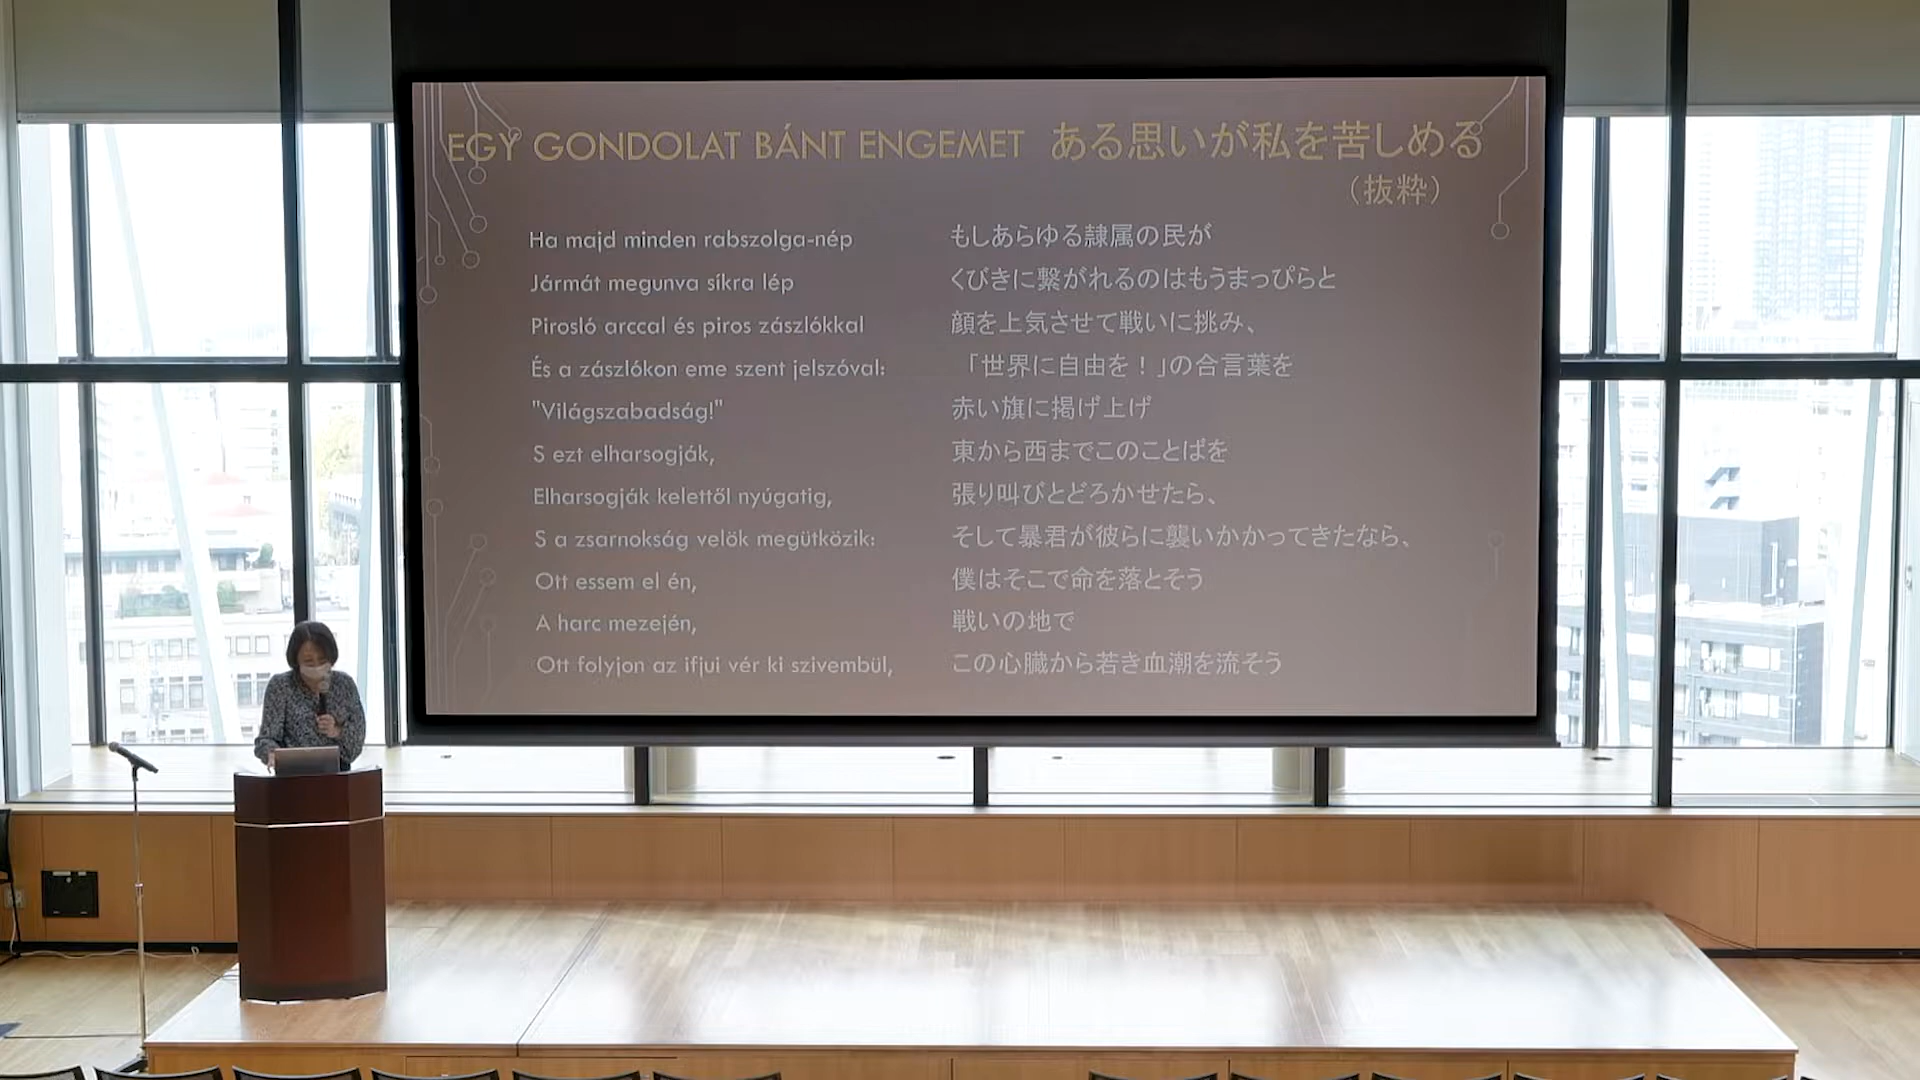 EGY GONDOLAT BÁNT ENGEMET ある思いが私を苦しめる
（抜粋）
Ha majd minden rabszolga-nép
Jármát megunva síkra lép
Pirosló arccal és piros zászlókkal
És a zászlókon eme szent jelszóval:
"Világszabadság!"
S ezt elharsogják,
Elharsogják kelettől nyúgatig,
S a zsarnokság velök megütközik:
Ott essem el én,
A harc mezején,
Ott folyjon az ifjui vér ki szivembül,
もしあらゆる隷属の民が
くびきに繋がれるのはもうまっぴらと
顔を上気させて戦いに挑み、
「世界に自由を！」の合言葉を
赤い旗に掲げ上げ
東から西までこのことばを
張り叫びとどろかせたら、
そして暴君が彼らに襲いかかってきたなら、
僕はそこで命を落とそう
戦いの地で
この心臓から若き血潮を流そう